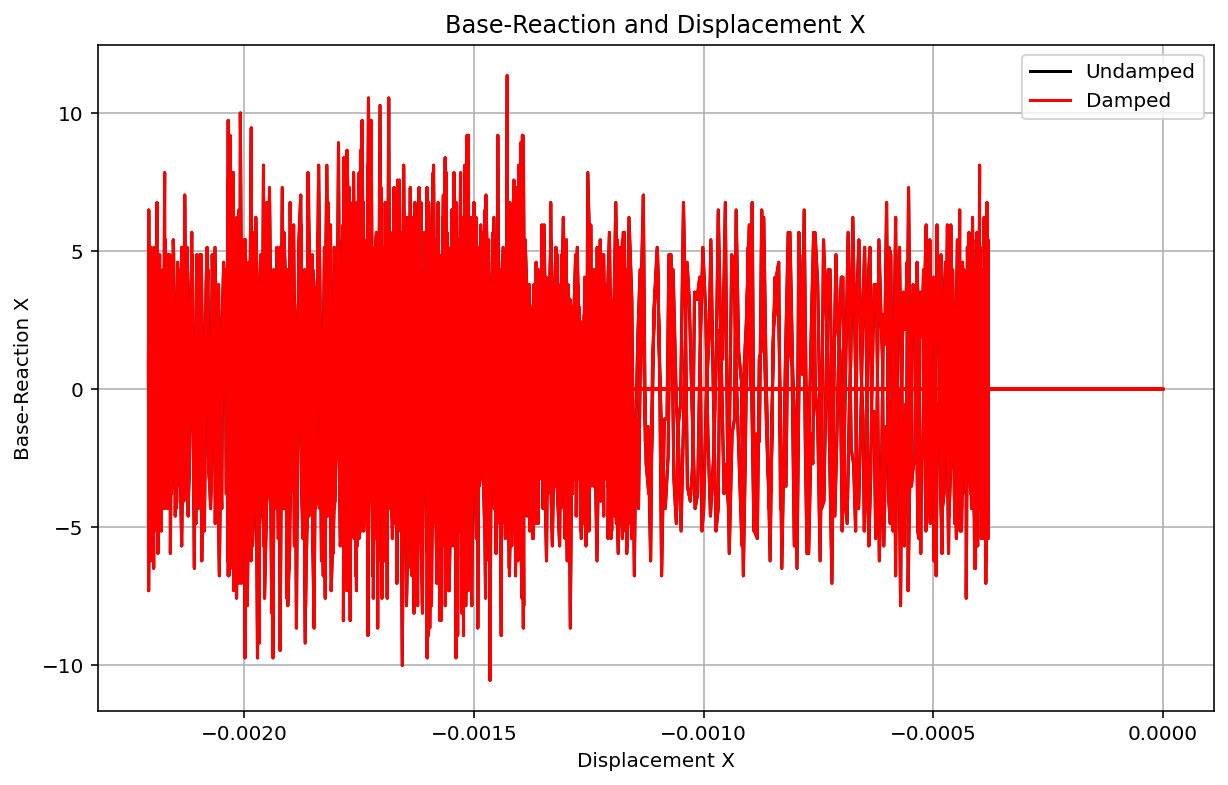 Base-Reaction and Displacement X
Undamped
Damped
10
5
0
−5
−10
Base-Reaction X
−0.0020
−0.0015
−0.0010
−0.0005
0.0000
Displacement X